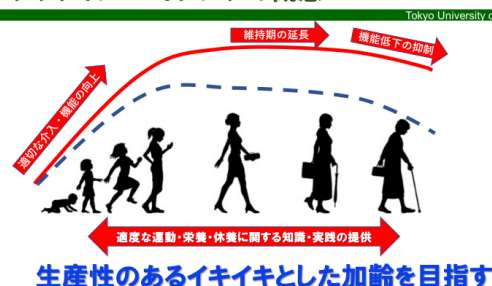 Tokyo University o
維持期の延長
機能低下の抑制
適切な介入・機能の向上
適度な運動・栄養・休養に関する知識・実践の提供
生産性のあるイキイキとした加齢を目指す